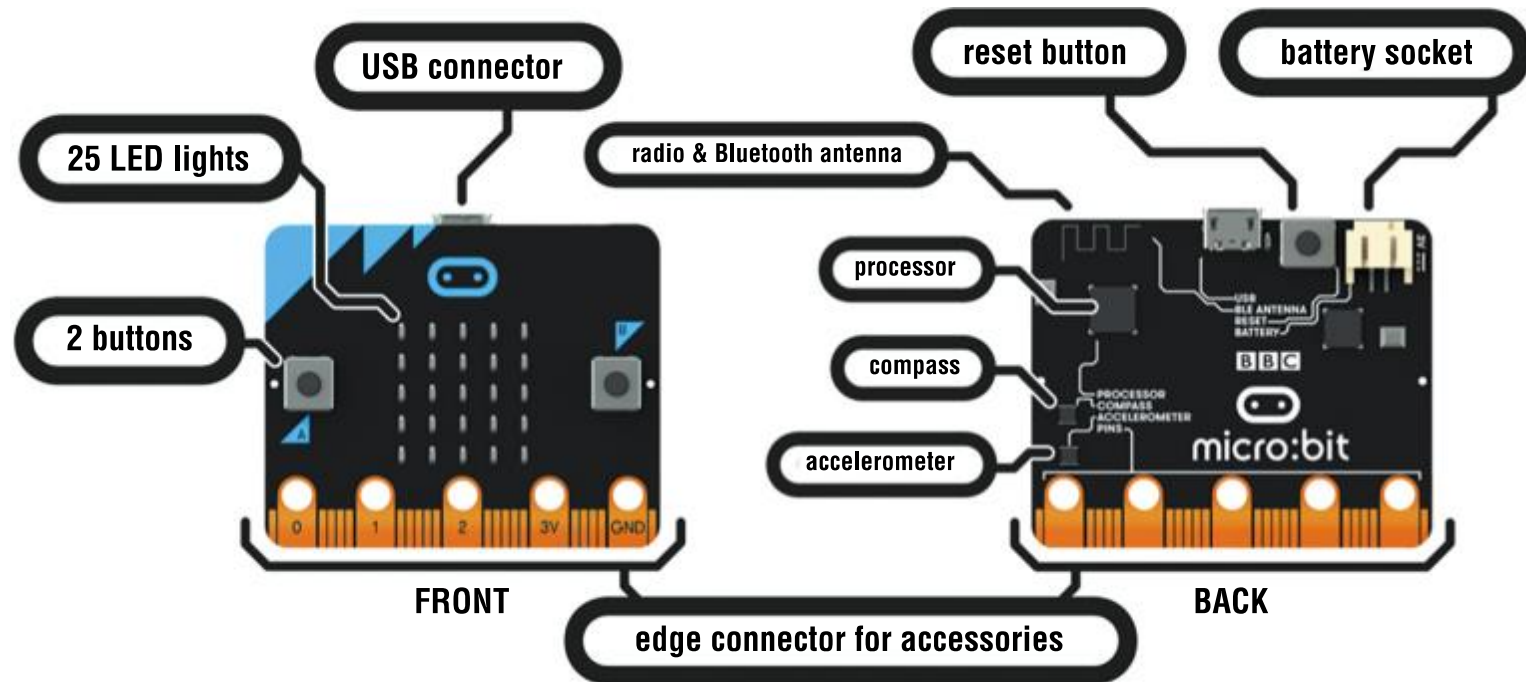 USB connector
reset button
battery socket
25 LED lights
radio & Bluetooth antenna
processor
2 buttons
compass
accelerometer
B
A
0
1
2
3V
GND
3V
USB
BLE ANTENNA
RESET
BATTERY
BBC
PROCESSOR
COMPASS
ACCELEROMETER
PINS
micro:bit
FRONT
BACK
edge connector for accessories